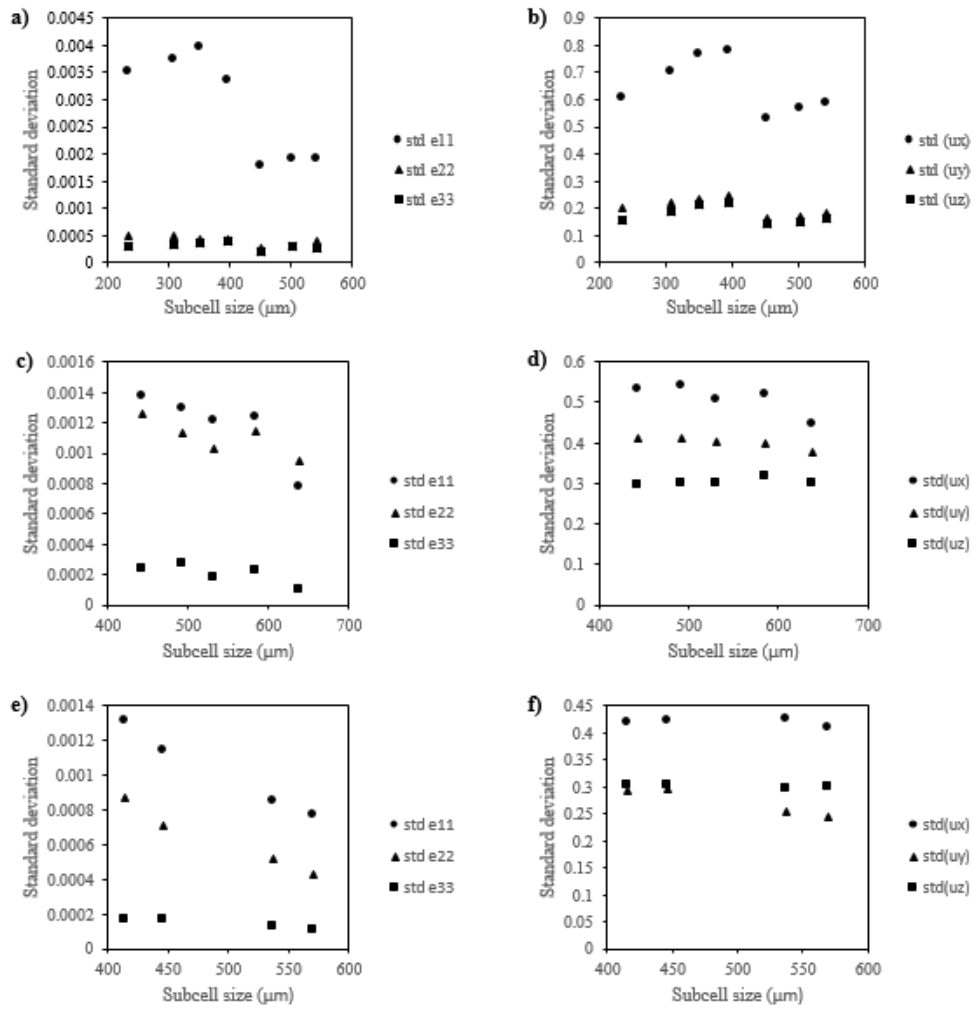 a)
0.0045
0.004
0.0035
0.003
0.0025
0.002
0.0015
0.001
0.0005
0
200 300 400 500 600
Standard deviation
Subcell size (µm)
std e11
std e22
std e33
b)
0.9
0.8
0.7
0.6
0.5
0.4
0.3
0.2
0.1
0
200 300 400 500 600
Standard deviation
Subcell size (µm)
std (ux)
std (uy)
std (uz)
c)
0.0016
0.0014
0.0012
0.001
0.0008
0.0006
0.0004
0.0002
0
400 500 600 700
Standard deviation
Subcell size (µm)
std e11
std e22
std e33
d)
0.6
0.5
0.4
0.3
0.2
0.1
0
400 500 600 700
Standard deviation
Subcell size (µm)
std(ux)
std(uy)
std(uz)
e)
0.0014
0.0012
0.001
0.0008
0.0006
0.0004
0.0002
0
400 450 500 550 600
Standard deviation
Subcell size (µm)
std e11
std e22
std e33
f)
0.45
0.4
0.35
0.3
0.25
0.2
0.15
0.1
0.05
0
400 450 500 550 600
Standard deviation
Subcell size (µm)
std(ux)
std(uy)
std(uz)